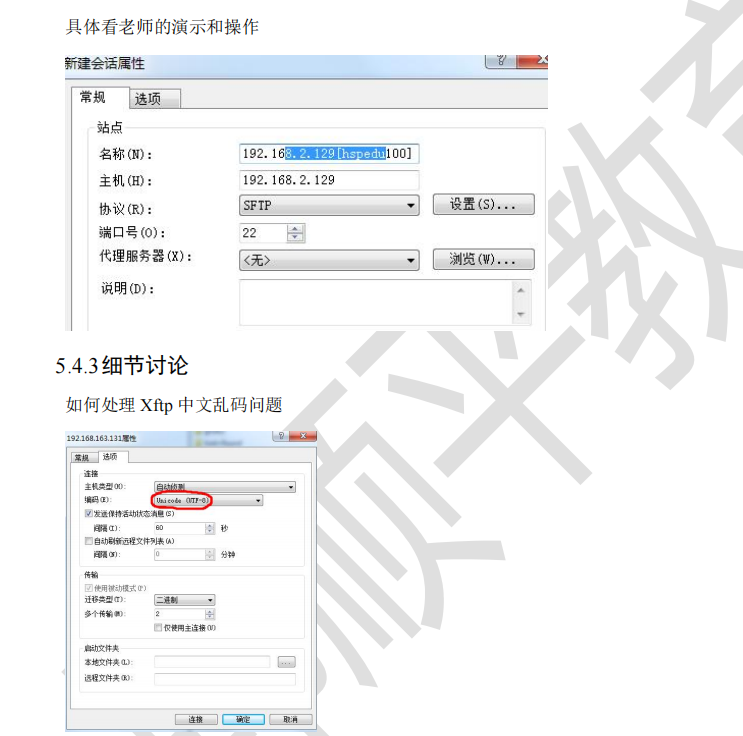 具体看老师的演示和操作
新建会话属性
常规 选项
站点
名称(N): 192.168.2.129[hspedu100]
主机(H): 192.168.2.129
协议(R): SFTP 设置(S)...
端口号(O): 22
代理服务器(X): <无> 浏览(W)...
说明(D):
5.4.3细节讨论
如何处理 Xftp 中文乱码问题
192.168.163.131属性
常规 选项
连接
主机类型(H): 自动侦测
编码(E): Unicode (UTF-8)
发送保持活动状态消息(S)
间隔(I): 60 秒
自动刷新远程文件列表(A)
间隔(N): 0 分钟
传输
使用被动模式(P)
迁移类型(T): 二进制
多个传输(M): 2
仅使用主连接(U)
启动文件夹
本地文件夹(L): ...
远程文件夹(R):
连接 确定 取消
顺平教育